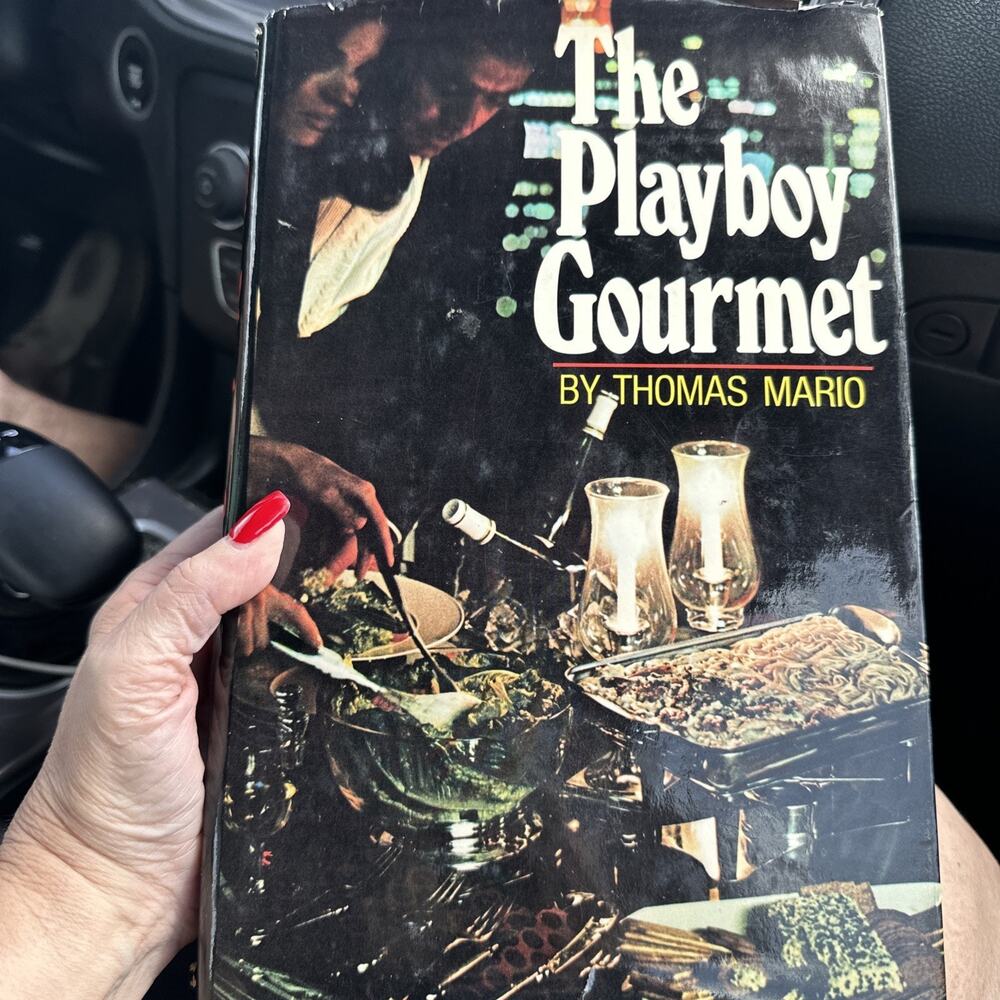 The
Playboy
Gourmet
BY THOMAS MARIO